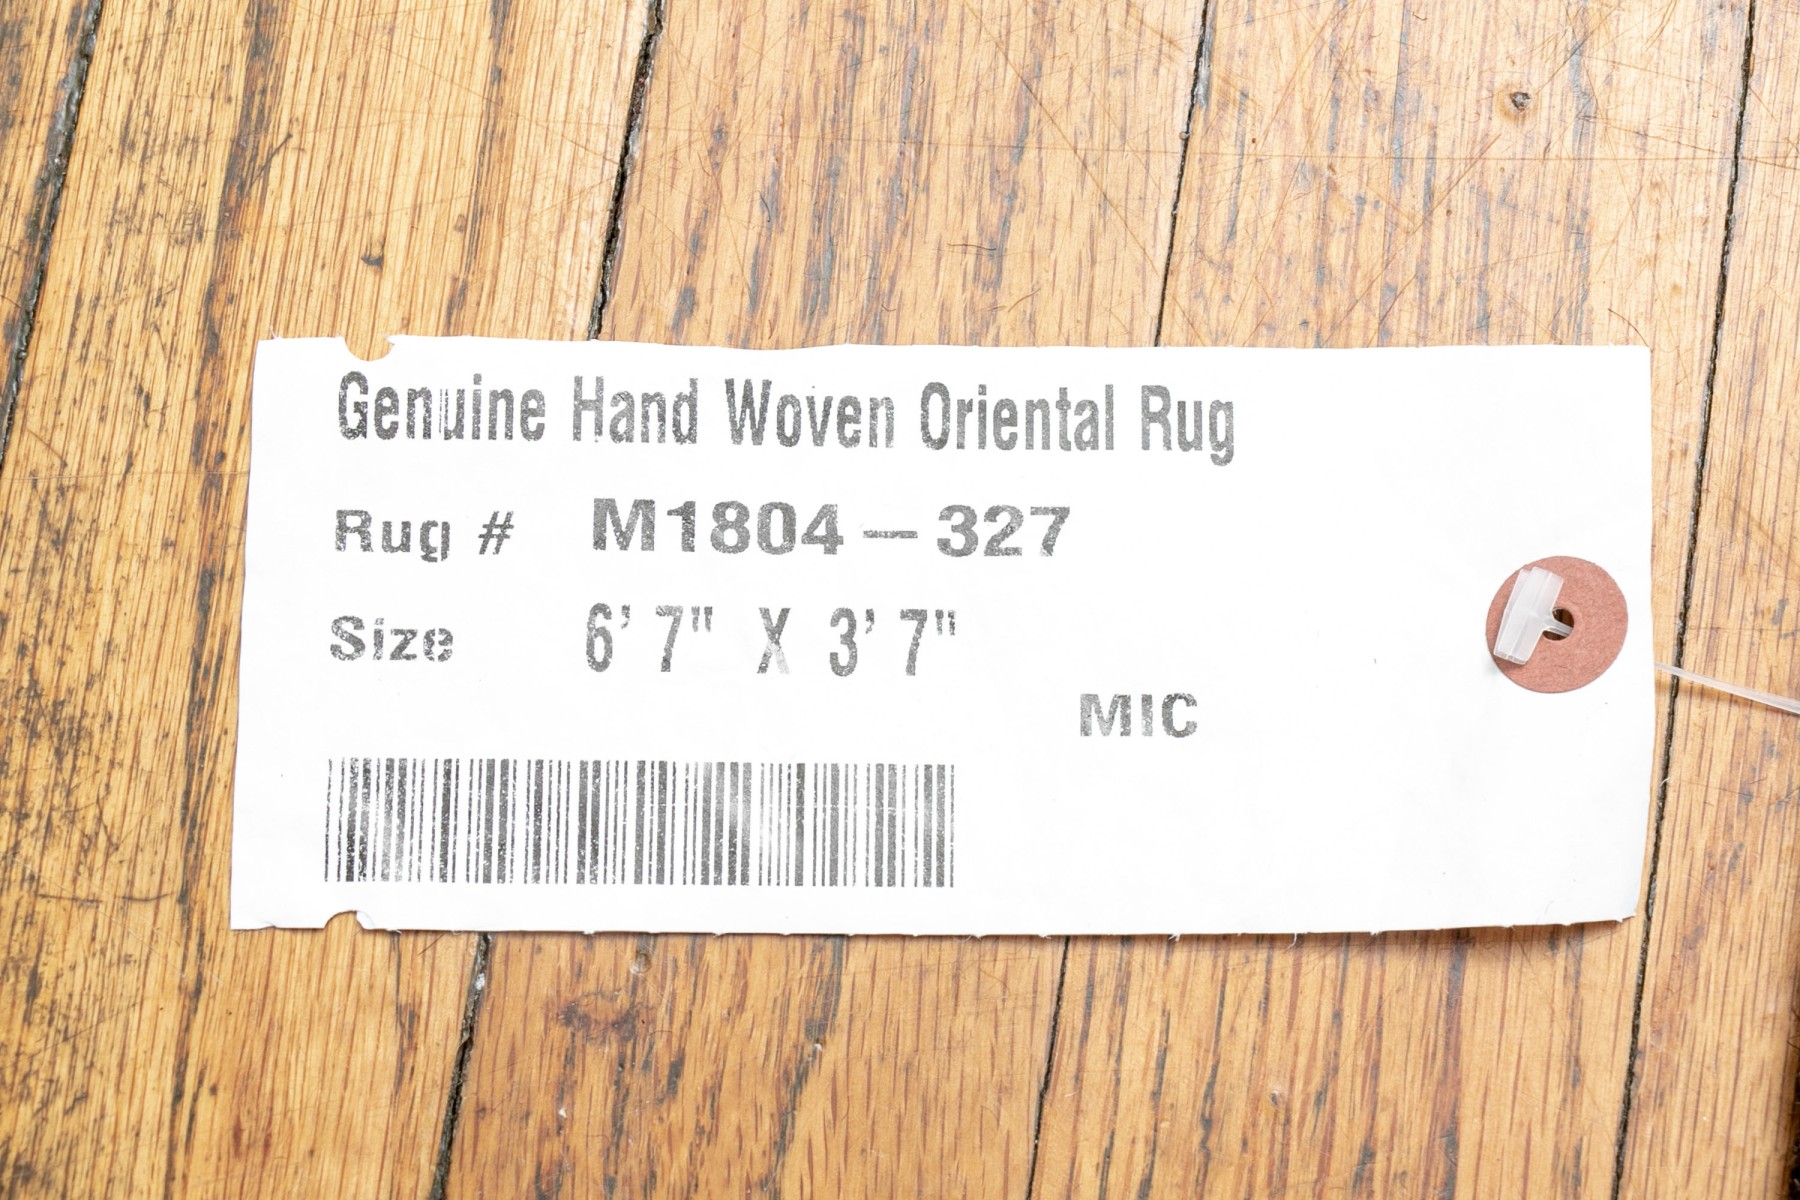 Genuine Hand Woven Oriental Rug
Rug # M1804-327
Size 6' 7" X 3' 7"
MIC